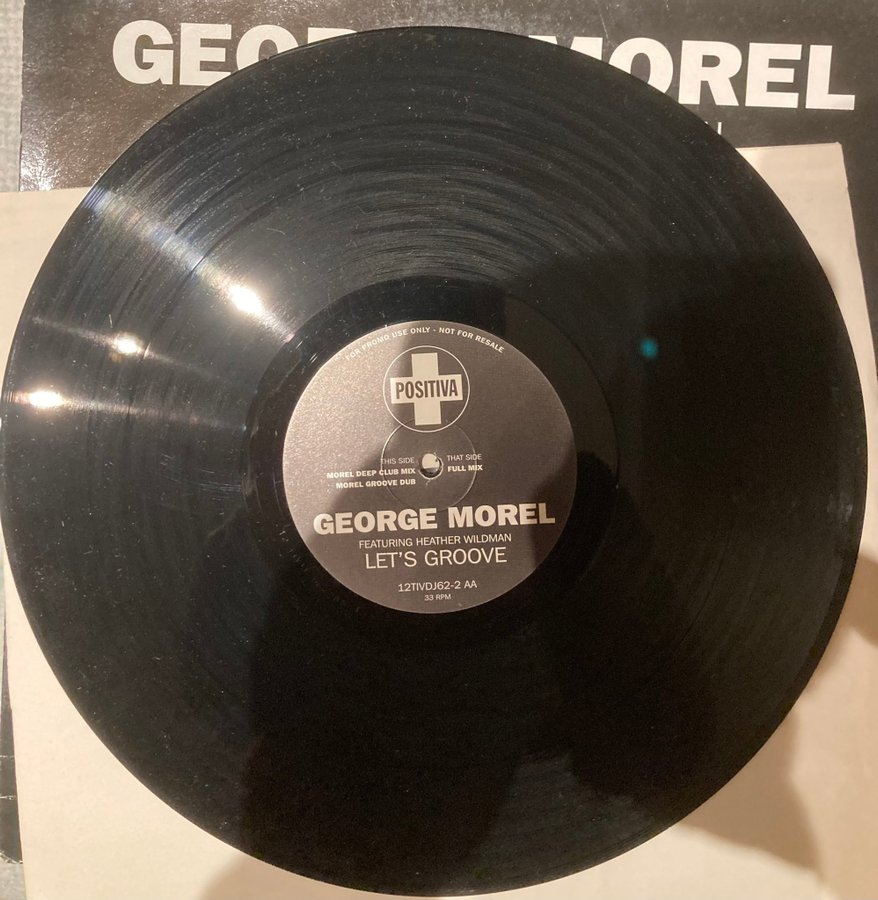 GEORGE MOREL
FOR PROMO USE ONLY - NOT FOR RESALE
POSITIVA
THIS SIDE
MOREL DEEP CLUB MIX
MOREL GROOVE DUB
THAT SIDE
FULL MIX
GEORGE MOREL
FEATURING HEATHER WILDMAN
LET'S GROOVE
12TIVDJ62-2 AA
33 RPM